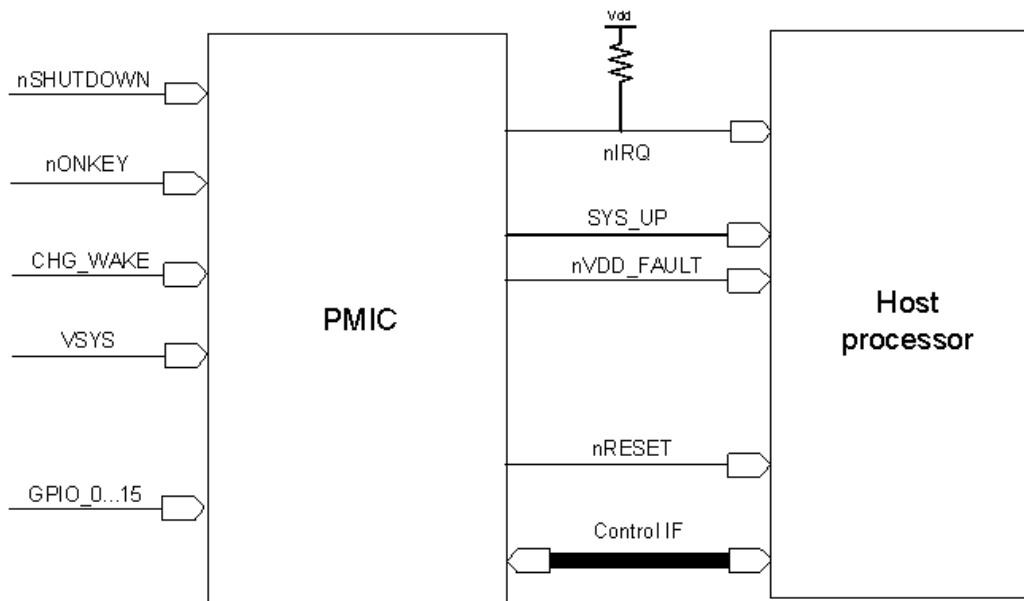 Vdd
nSHUTDOWN
nONKEY
CHG_WAKE
VSYS
GPIO_0...15
PMIC
nIRQ
SYS_UP
nVDD_FAULT
nRESET
Control IF
Host
processor